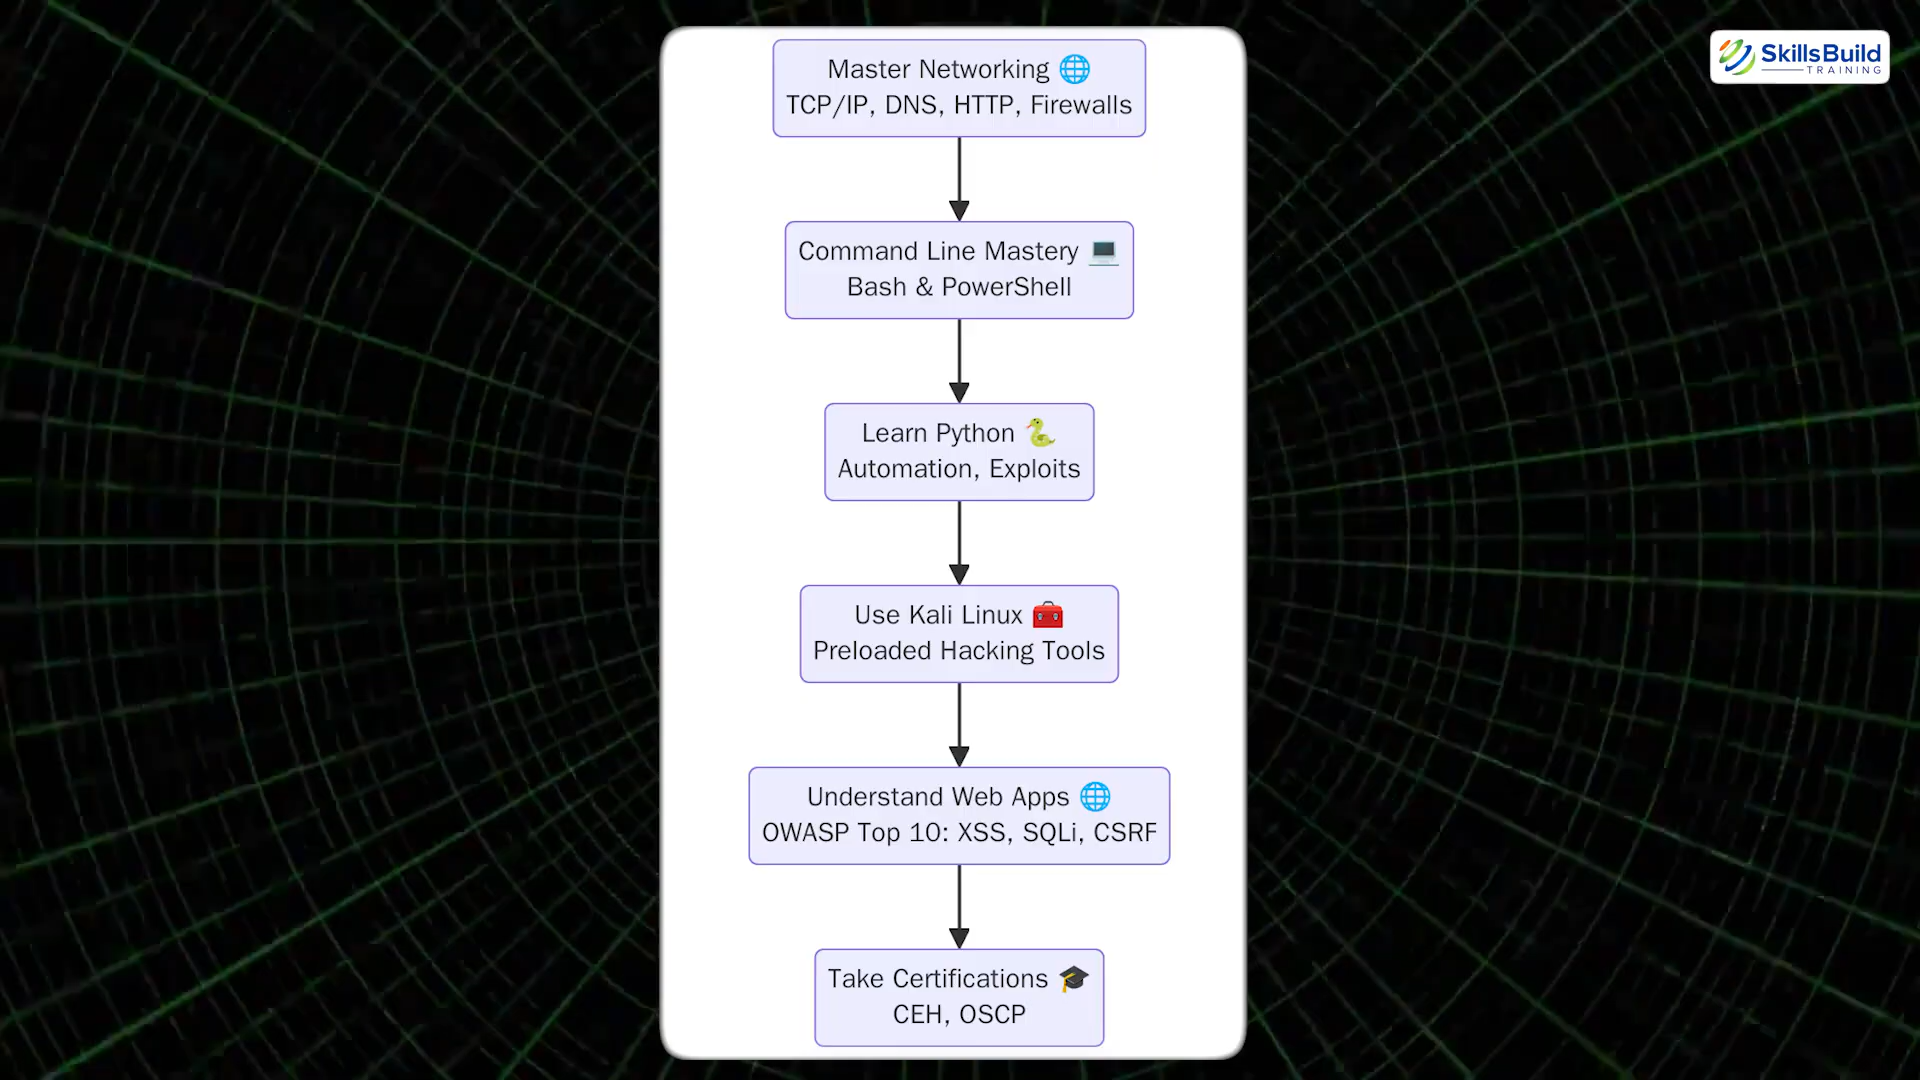 Master Networking 🌐
TCP/IP, DNS, HTTP, Firewalls
Command Line Mastery 💻
Bash & PowerShell
Learn Python 🐍
Automation, Exploits
Use Kali Linux 🧰
Preloaded Hacking Tools
Understand Web Apps 🌐
OWASP Top 10: XSS, SQLi, CSRF
Take Certifications 🎓
CEH, OSCP
SkillsBuild
TRAINING